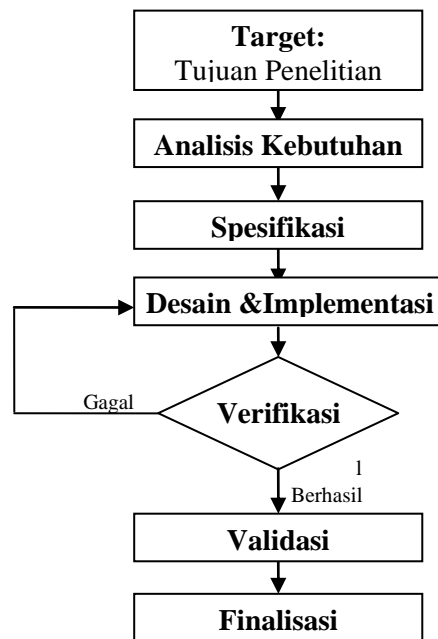 Target:
Tujuan Penelitian
Analisis Kebutuhan
Spesifikasi
Desain &Implementasi
Gagal
Verifikasi
1
Berhasil
Validasi
Finalisasi